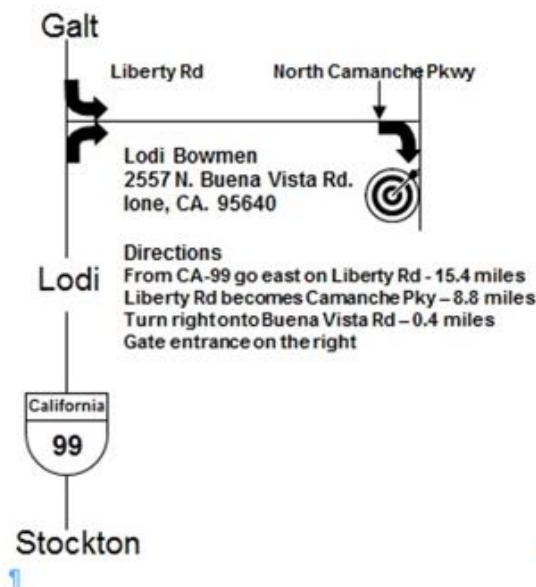 Galt
Liberty Rd
North Camanche Pkwy
Lodi Bowmen
2557 N. Buena Vista Rd.
Ione, CA. 95640
Directions
From CA-99 go east on Liberty Rd - 15.4 miles
Liberty Rd becomes Camanche Pky – 8.8 miles
Turn right onto Buena Vista Rd – 0.4 miles
Gate entrance on the right
Lodi
California
99
Stockton
¶